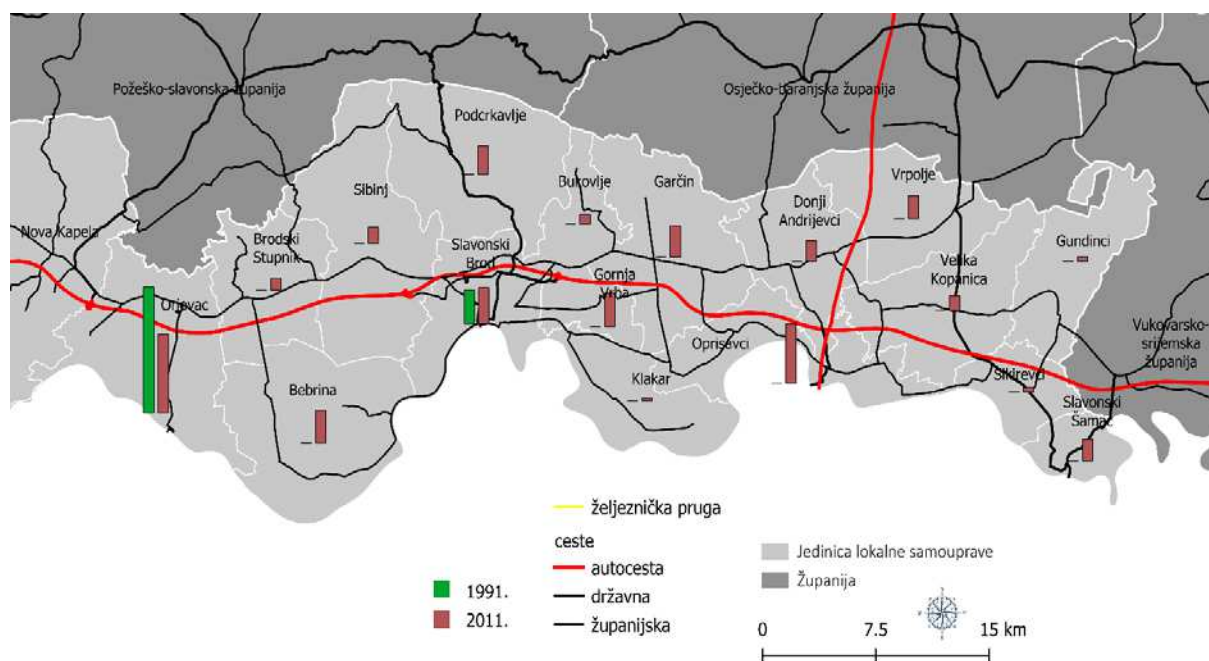 Požeško-slavonska županija
Osječko-baranjska županija
Podcrkavlje
Sibinj
Bukovlje
Garčin
Vrpolje
Donji
Andrijevci
Nova Kapela
Brodski
Stupnik
Slavonski
Brod
Gornja
Vrba
Velika
Kopanica
Gundinci
Oriovac
Oprisavci
Vukovarsko-
srijemska
županija
Bebrina
Klakar
Sikirevci
Slavonski
Šamac
željeznička pruga
ceste
autocesta
državna
županijska
1991.
2011.
Jedinica lokalne samouprave
Županija
0 7.5 15 km